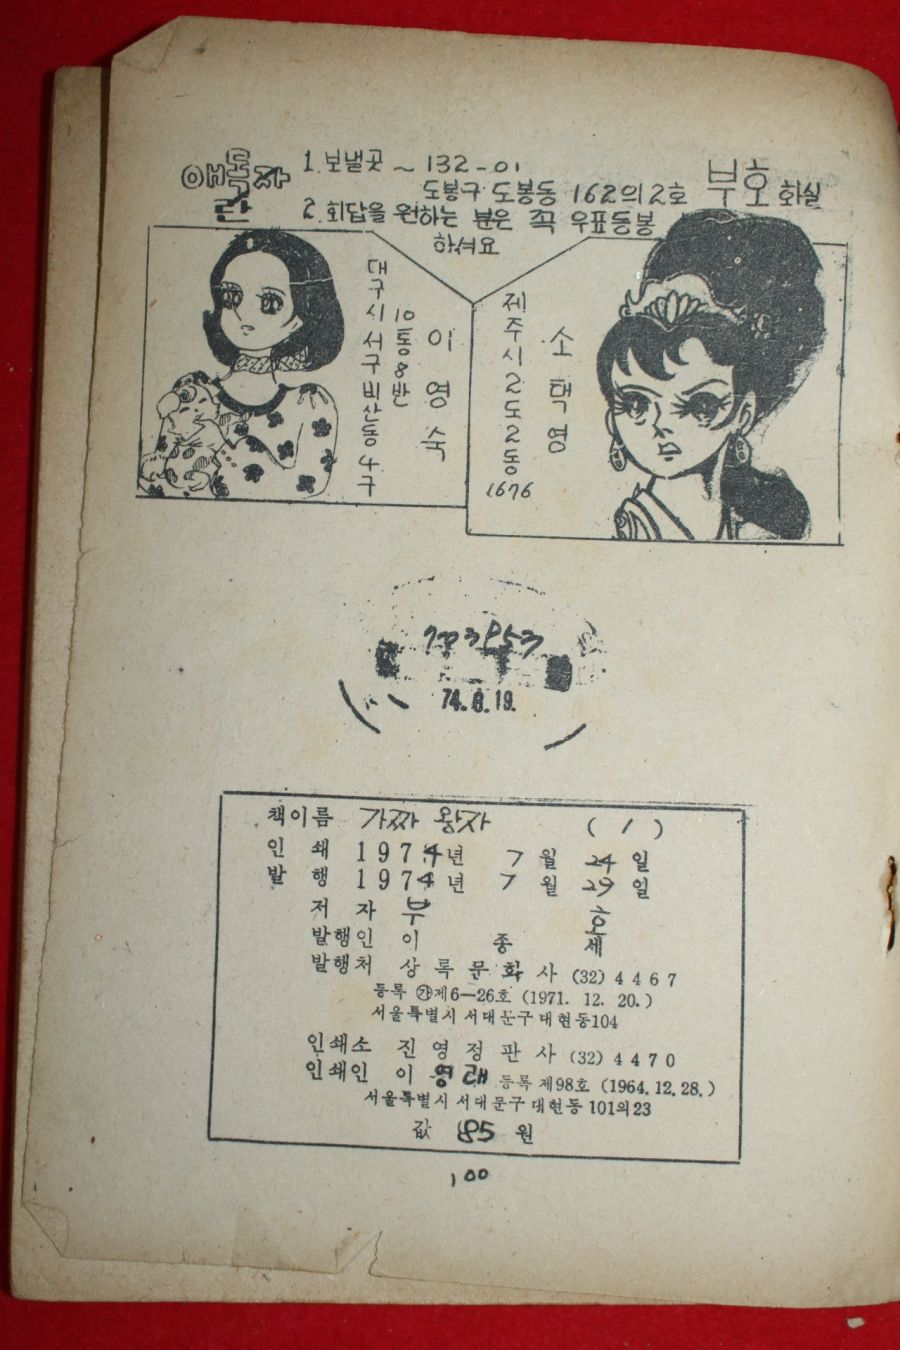 애독자란
1. 보낼곳 ~ 132-01
도봉구 도봉동 162의2호 부호 화실
2. 회답을 원하는 분은 꼭 우표동봉
하셔요
대구시 서구 비산동 4구
10통 8반
이영숙
제주시 2도2동
1676
소택영
74.6.19.
책이름 가짜 왕자 (1)
인쇄 1974년 7월 24일
발행 1974년 7월 29일
저자 부호
발행인 이종세
발행처 상록문화사 (32) 4467
등록 ㉮제6—26호 (1971. 12. 20.)
서울특별시 서대문구 대현동104
인쇄소 진영정판사 (32) 4470
인쇄인 이영래 등록 제98호 (1964. 12. 28.)
서울특별시 서대문구 대현동 101의23
값 85 원
100